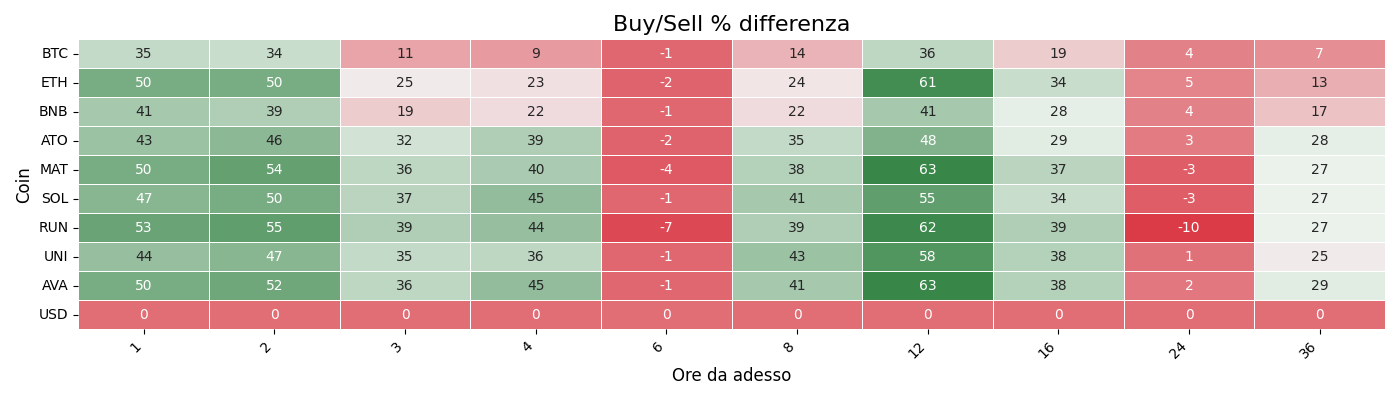 Buy/Sell % differenza
Coin
BTC 35 34 11 9 -1 14 36 19 4 7
ETH 50 50 25 23 -2 24 61 34 5 13
BNB 41 39 19 22 -1 22 41 28 4 17
ATO 43 46 32 39 -2 35 48 29 3 28
MAT 50 54 36 40 -4 38 63 37 -3 27
SOL 47 50 37 45 -1 41 55 34 -3 27
RUN 53 55 39 44 -7 39 62 39 -10 27
UNI 44 47 35 36 -1 43 58 38 1 25
AVA 50 52 36 45 -1 41 63 38 2 29
USD 0 0 0 0 0 0 0 0 0 0
1 2 3 4 6 8 12 16 24 36
Ore da adesso